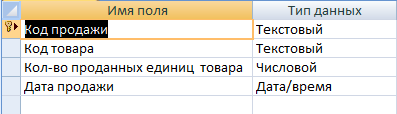 Имя поля Тип данных
Код продажи Текстовый
Код товара Текстовый
Кол-во проданных единиц товара Числовой
Дата продажи Дата/время